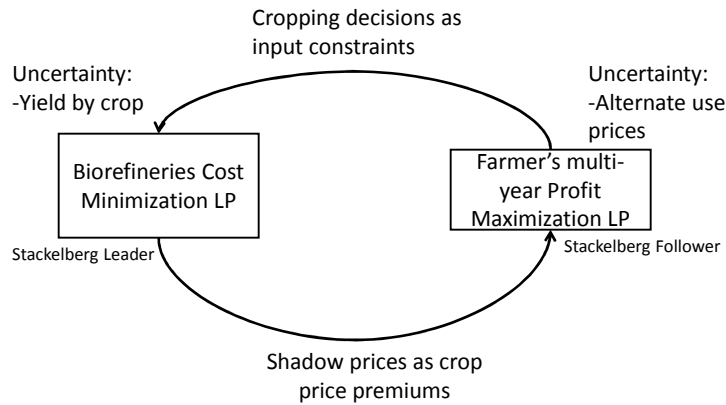 Cropping decisions as
input constraints
Uncertainty:
-Yield by crop
Uncertainty:
-Alternate use
prices
Biorefineries Cost
Minimization LP
Farmer's multi-
year Profit
Maximization LP
Stackelberg Leader
Stackelberg Follower
Shadow prices as crop
price premiums